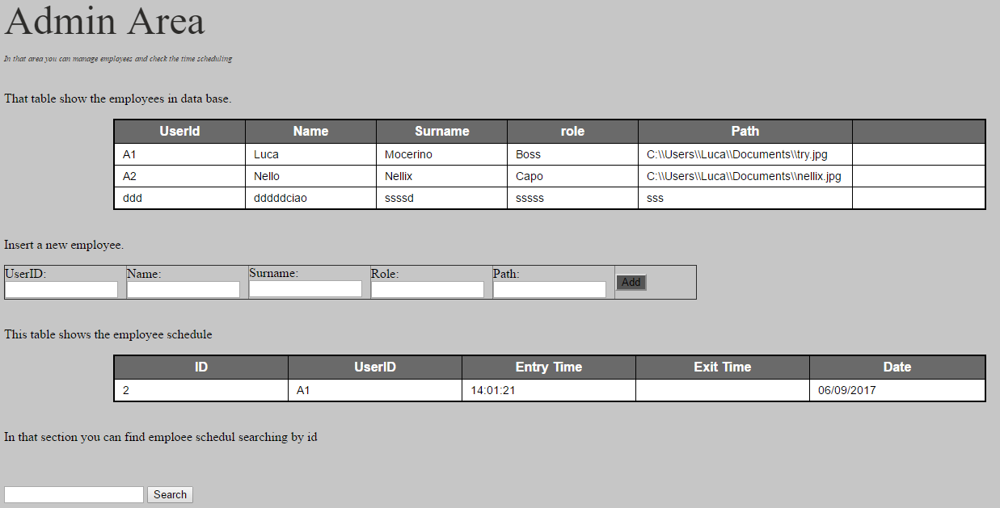 Admin Area
In that area you can manage employees and check the time scheduling
That table show the employees in data base.
UserId Name Surname role Path
A1 Luca Mocerino Boss C:\\Users\\Luca\\Documents\\try.jpg
A2 Nello Nellix Capo C:\\Users\\Luca\\Documents\\nellix.jpg
ddd dddddciao ssssd sssss sss
Insert a new employee.
UserID: Name: Surname: Role: Path:
Add
This table shows the employee schedule
ID UserID Entry Time Exit Time Date
2 A1 14:01:21 06/09/2017
In that section you can find emploee schedul searching by id
Search